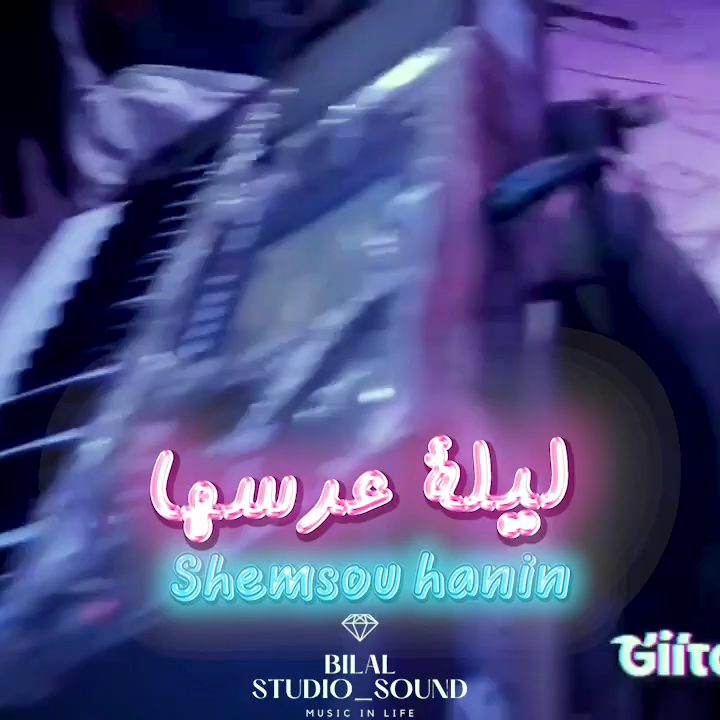 ليلة عرسها
Shemsou hanin
BILAL
STUDIO_SOUND
MUSIC IN LIFE